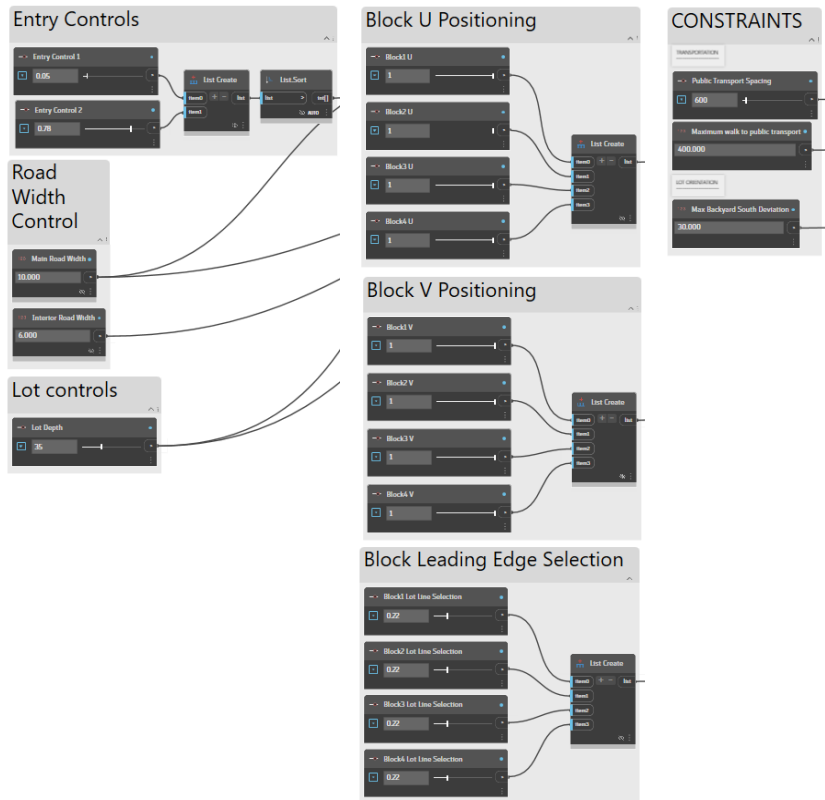 Entry Controls
Entry Control 1
0.05
Entry Control 2
0.78
List Create
item0
+ -
list
item1
List.Sort
list
>
int[]
AUTO
Road
Width
Control
Main Road Width
10.000
Interior Road Width
6.000
Lot controls
Lot Depth
35
Block U Positioning
Block1 U
1
Block2 U
1
Block3 U
1
Block4 U
1
List Create
item0
+ -
list
item1
item2
item3
Block V Positioning
Block1 V
1
Block2 V
1
Block3 V
1
Block4 V
1
List Create
item0
+ -
list
item1
item2
item3
Block Leading Edge Selection
Block1 Lot Line Selection
0.22
Block2 Lot Line Selection
0.22
Block3 Lot Line Selection
0.22
Block4 Lot Line Selection
0.22
List Create
item0
+ -
list
item1
item2
item3
CONSTRAINTS
TRANSPORTATION
Public Transport Spacing
600
Maximum walk to public transport
400.000
LOT ORIENTATION
Max Backyard South Deviation
30.000